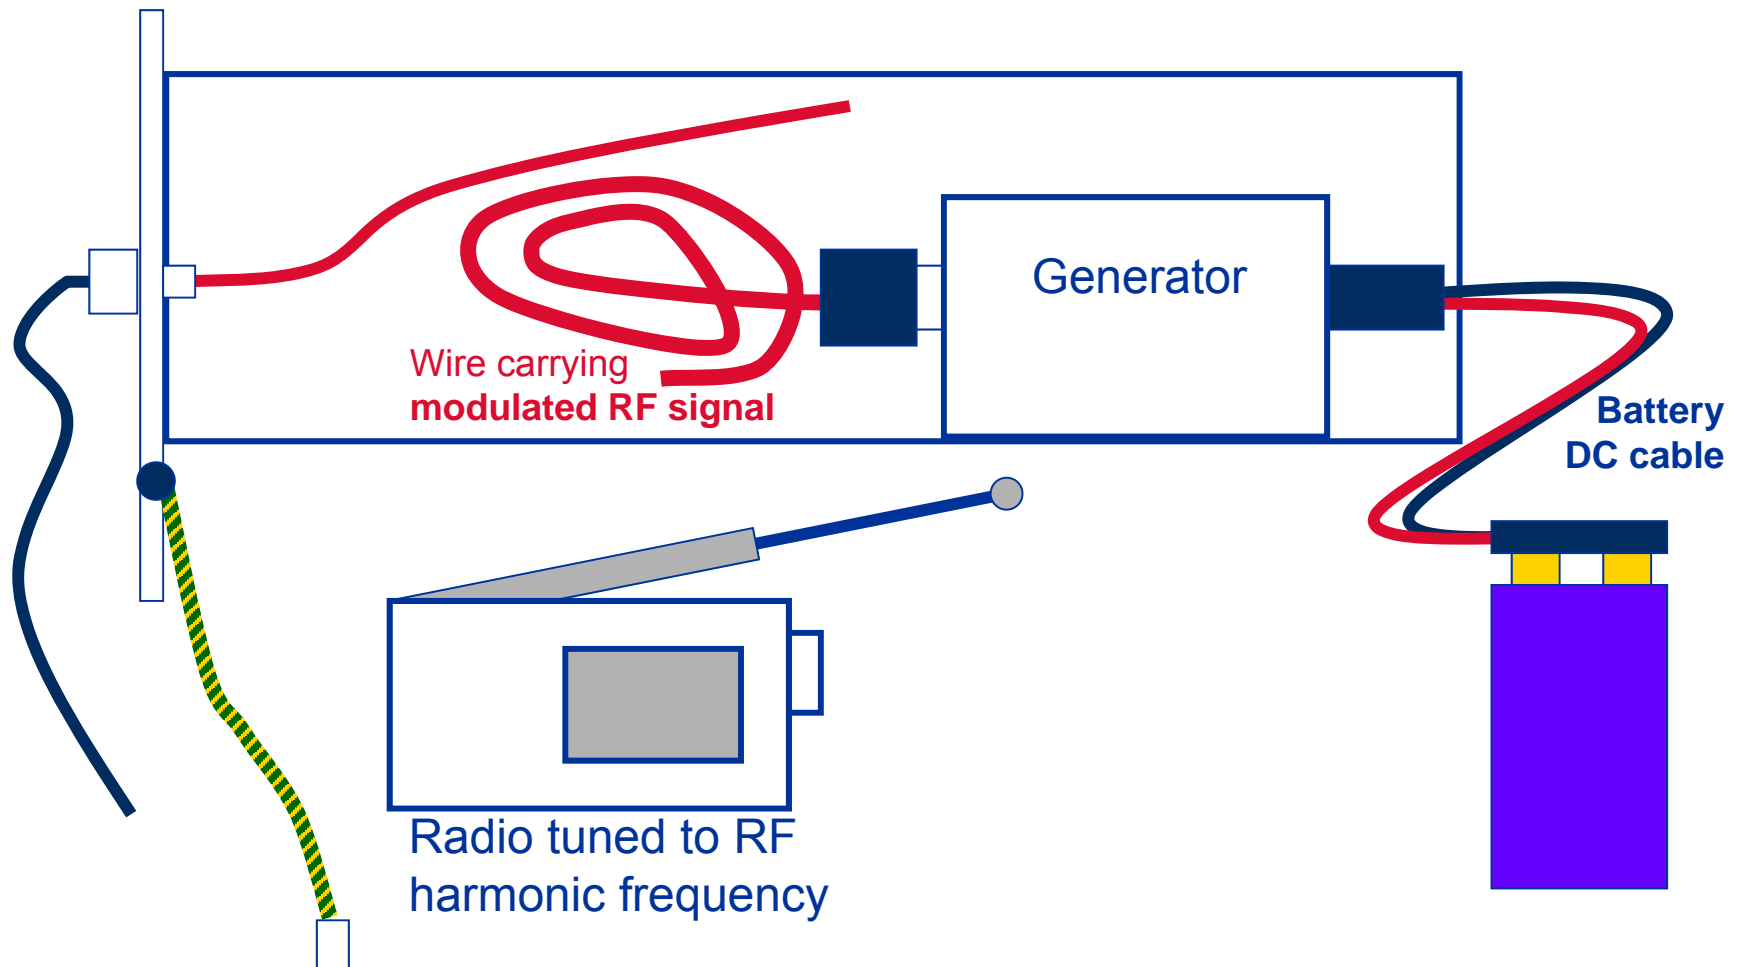 Generator
Wire carrying
modulated RF signal
Battery
DC cable
Radio tuned to RF
harmonic frequency